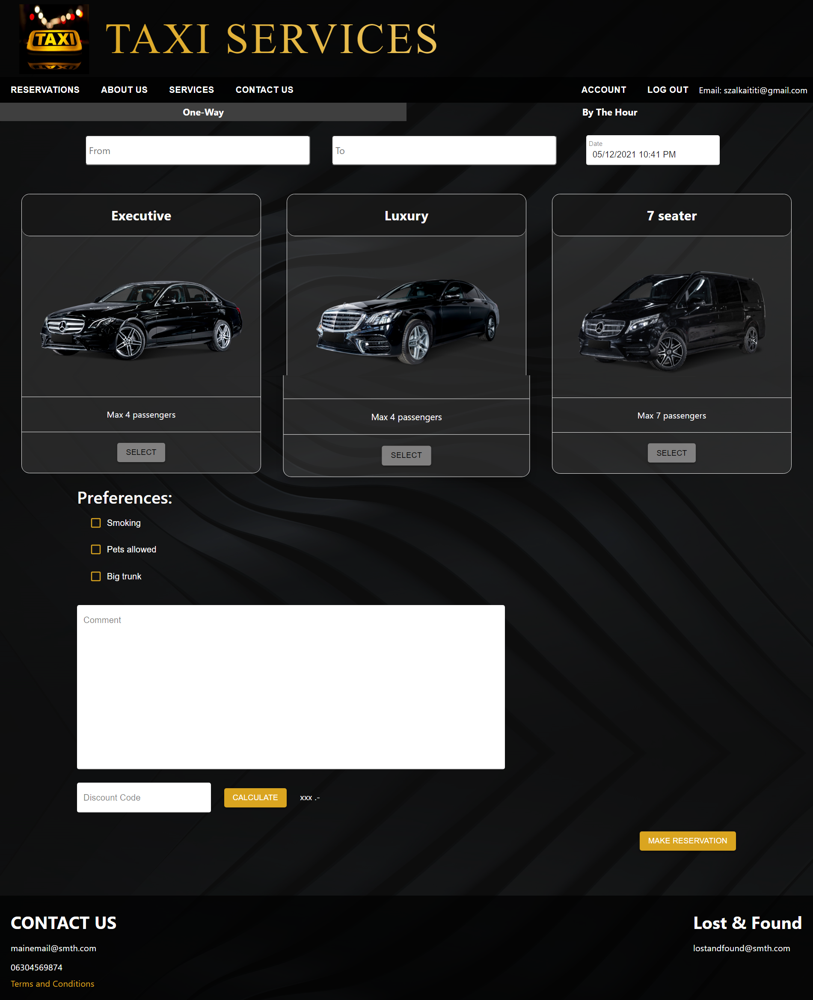 TAXI
TAXI SERVICES
RESERVATIONS ABOUT US SERVICES CONTACT US ACCOUNT LOG OUT Email: szalkaititi@gmail.com
One-Way By The Hour
From To Date
05/12/2021 10:41 PM
Executive Luxury 7 seater
Max 4 passengers Max 4 passengers Max 7 passengers
SELECT SELECT SELECT
Preferences:
Smoking
Pets allowed
Big trunk
Comment
Discount Code CALCULATE xxx .-
MAKE RESERVATION
CONTACT US Lost & Found
mainemail@smth.com lostandfound@smth.com
06304569874
Terms and Conditions